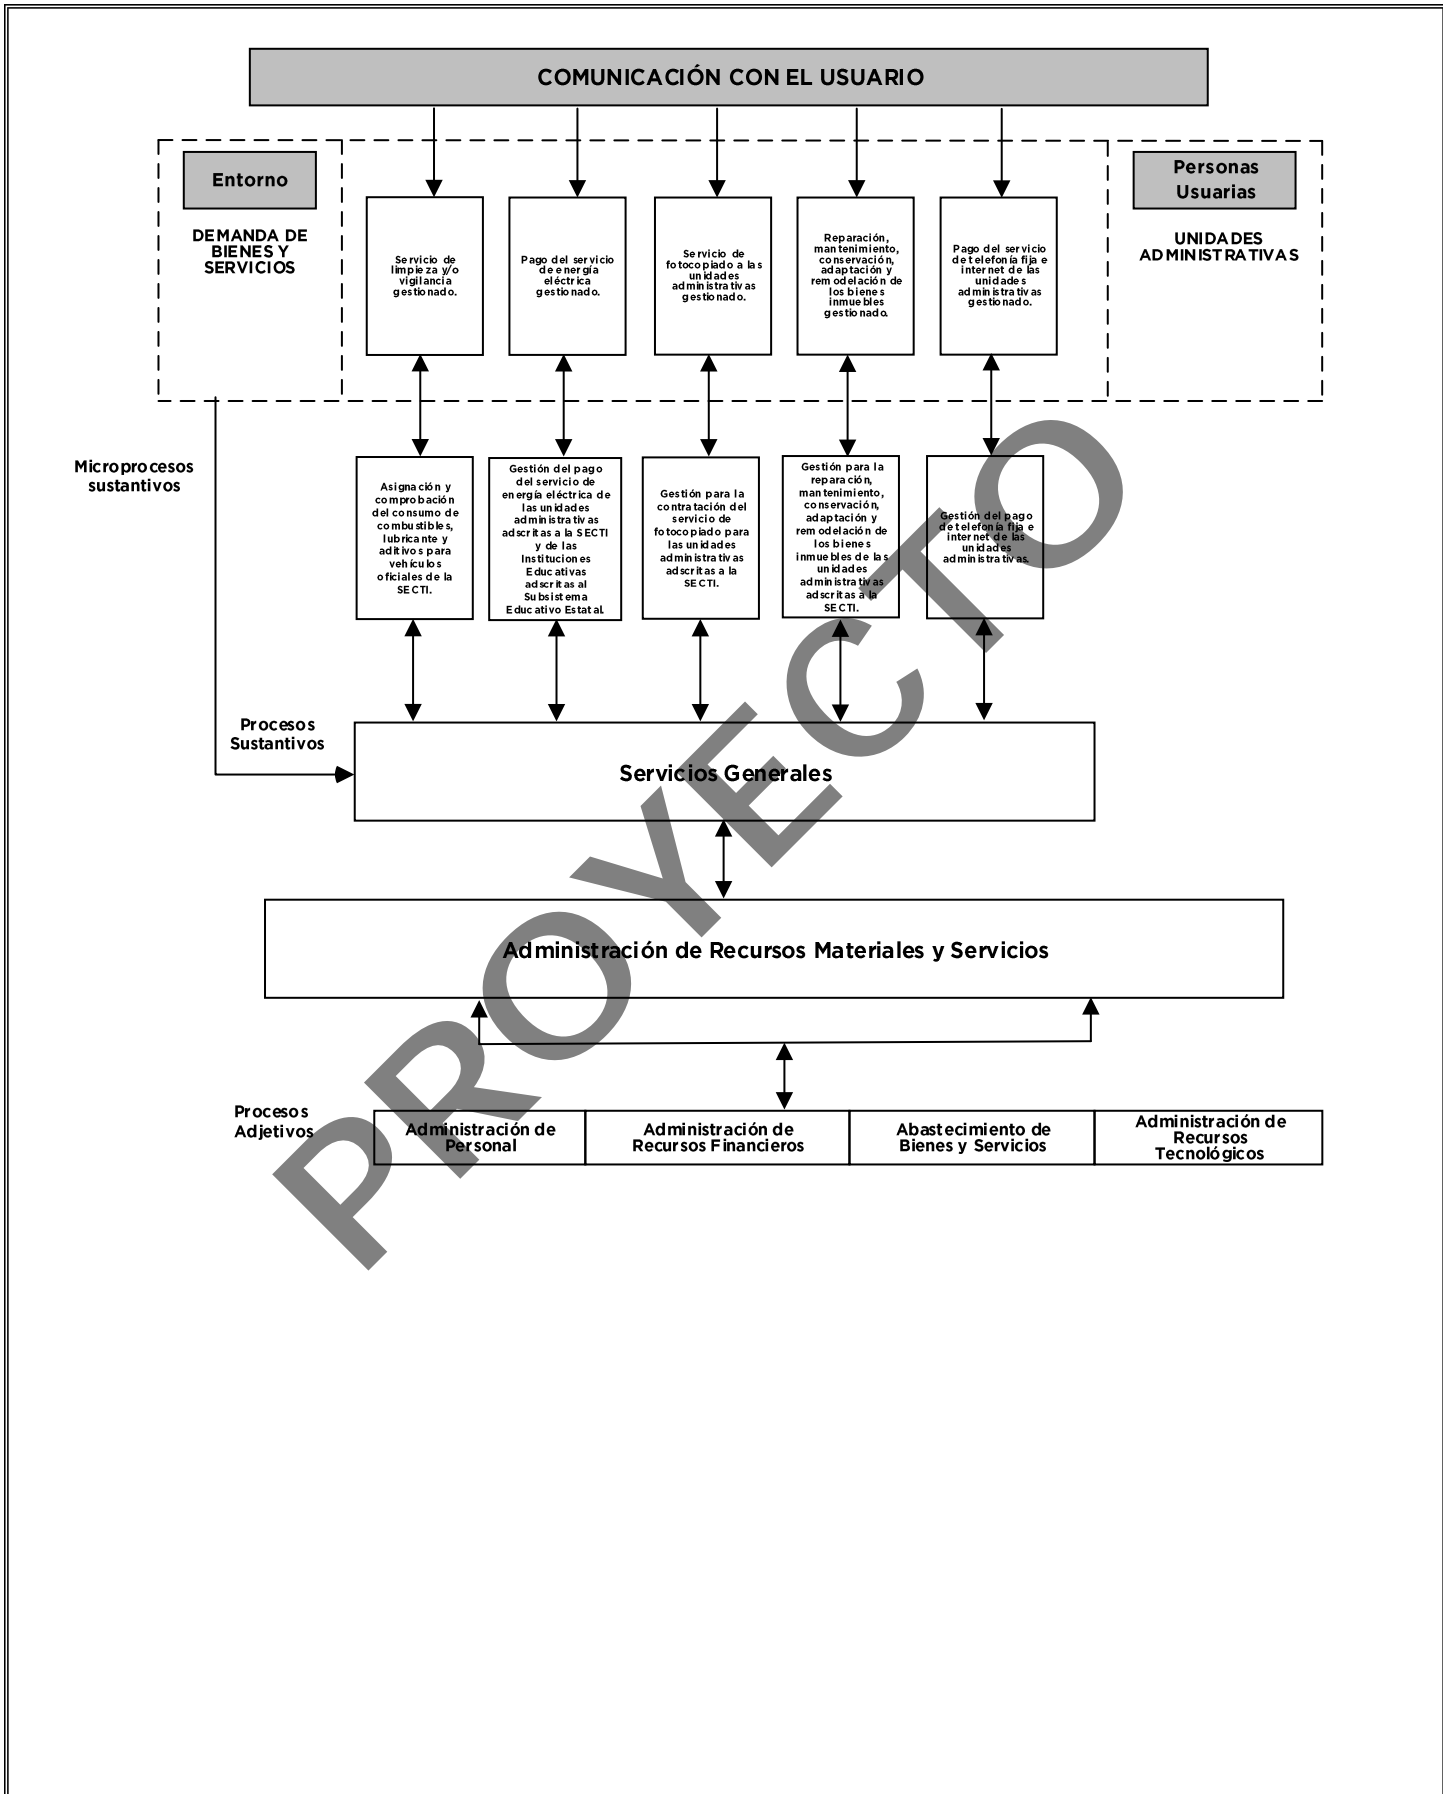 COMUNICACIÓN CON EL USUARIO
Entorno
DEMANDA DE
BIENES Y
SERVICIOS
Servicio de
limpieza y/o
vigilancia
gestionado.
Pago del servicio
de energía
eléctrica
gestionado.
Servicio de
fotocopiado a las
unidades
administrativas
gestionado.
Reparación,
mantenimiento,
conservación,
adaptación y
remodelación de
los bienes
inmuebles
gestionado.
Pago del servicio
de telefonía fija e
internet de las
unidades
administrativas
gestionado.
Personas
Usuarias
UNIDADES
ADMINISTRATIVAS
Microprocesos
sustantivos
Asignación y
comprobación
del consumo de
combustibles,
lubricante y
aditivos para
vehículos
oficiales de la
SECTI.
Gestión del pago
del servicio de
energía eléctrica de
las unidades
administrativas
adscritas a la SECTI
y de las
Instituciones
Educativas
adscritas al
Subsistema
Educativo Estatal.
Gestión para la
contratación del
servicio de
fotocopiado para
las unidades
administrativas
adscritas a la
SECTI.
Gestión para la
reparación,
mantenimiento,
conservación,
adaptación y
remodelación de
los bienes
inmuebles de las
unidades
administrativas
adscritas a la
SECTI.
Gestión del pago
de telefonía fija e
internet de las
unidades
administrativas.
Procesos
Sustantivos
Servicios Generales
Administración de Recursos Materiales y Servicios
Procesos
Adjetivos
Administración de
Personal
Administración de
Recursos Financieros
Abastecimiento de
Bienes y Servicios
Administración de
Recursos
Tecnológicos
PROYECTO